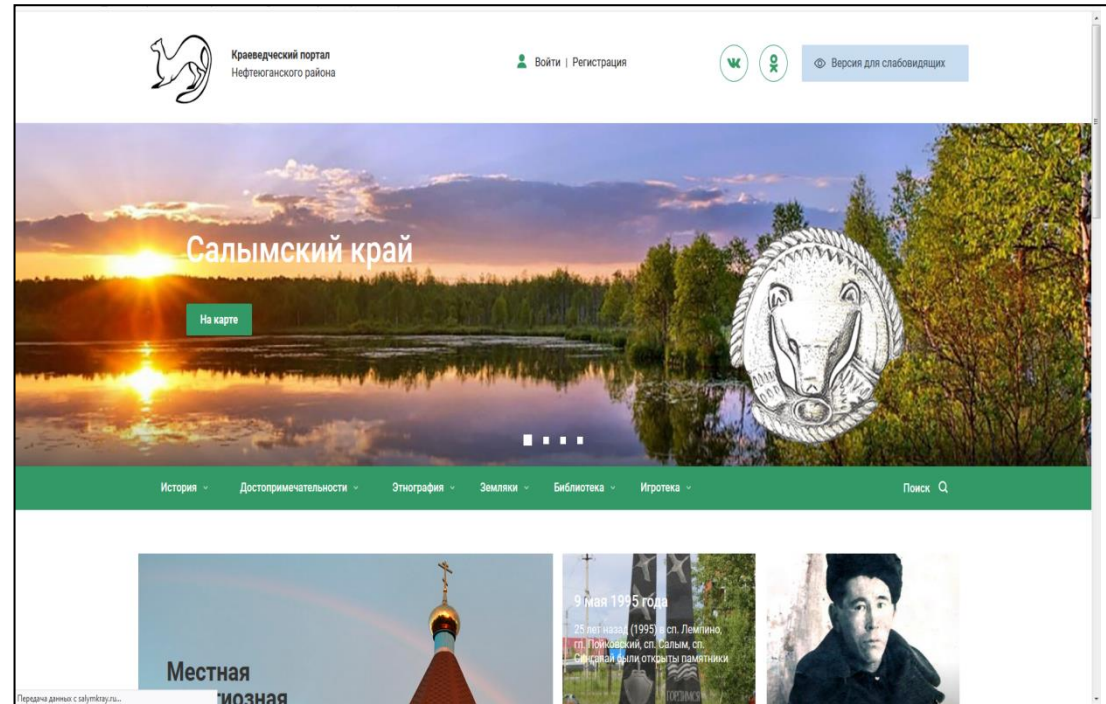 Краеведческий портал
Нефтеюганского района
Войти | Регистрация
Версия для слабовидящих
Салымский край
На карте
История
Достопримечательности
Этнография
Земляки
Библиотека
Игротека
Поиск
9 мая 1995 года
25 лет назад (1995) в сп. Лемпино,
гп. Пойковский, сп. Салым, сп.
были открыты памятники
ГОРДИМСЯ
Местная
Передача данных с salymkray.ru...